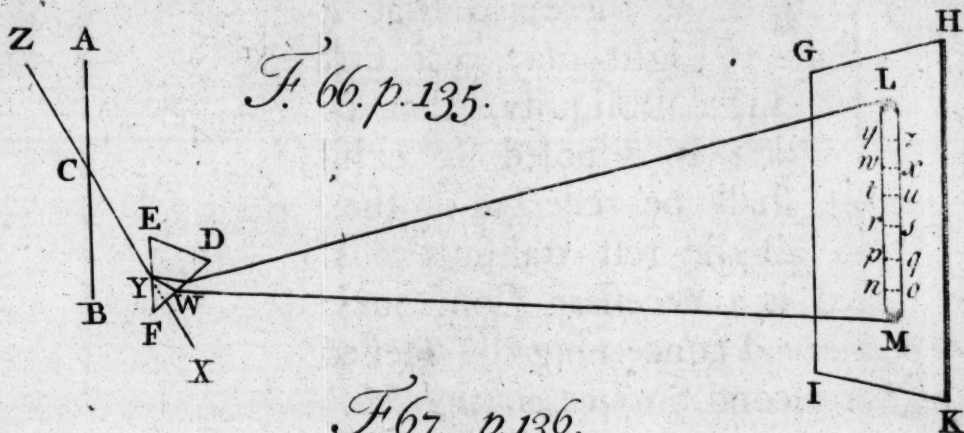 H
Z A
G
F. 66. p. 135.
L
y z
w x
C
t u
E
r s
D
p q
Y W
n o
B
F
M
X
I
F 67 p. 136.
K